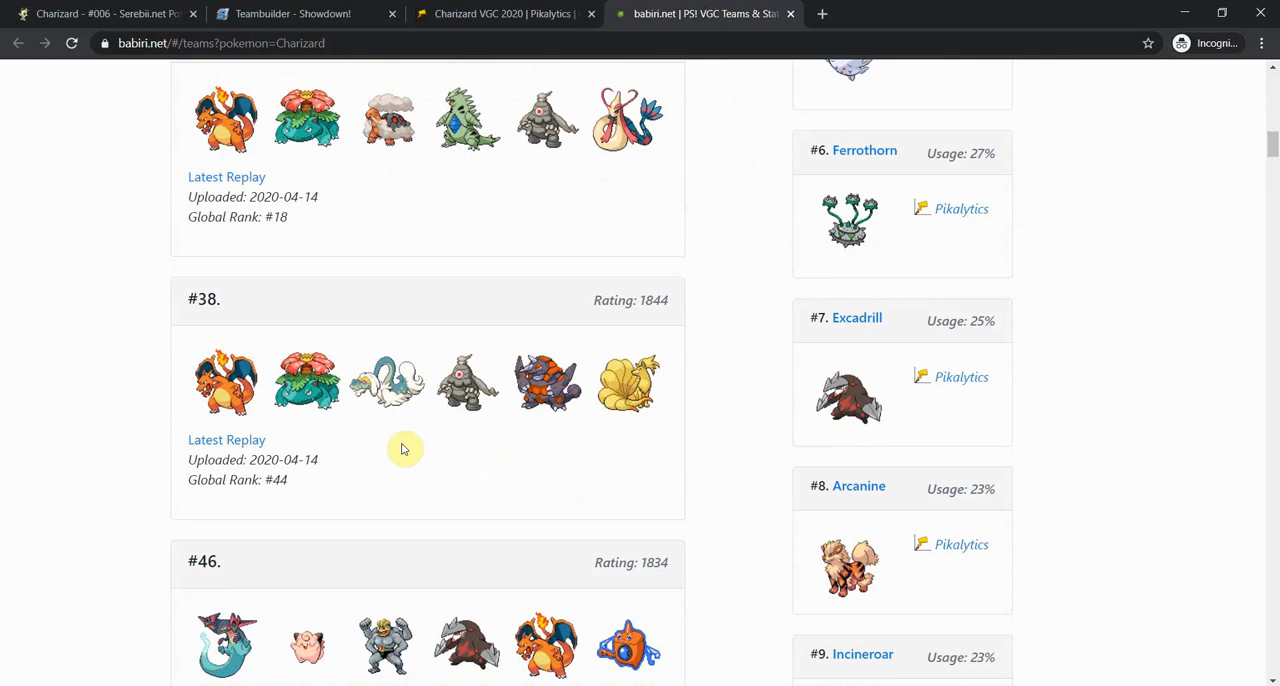 Charizard - #006 - Serebii.net Po
Teambuilder - Showdown!
Charizard VGC 2020 | Pikalytics |
babiri.net | PS! VGC Teams & Sta
babiri.net/#/teams?pokemon=Charizard
Incogni...
Latest Replay
Uploaded: 2020-04-14
Global Rank: #18
#38.
Rating: 1844
Latest Replay
Uploaded: 2020-04-14
Global Rank: #44
#46.
Rating: 1834
#6. Ferrothorn
Usage: 27%
Pikalytics
#7. Excadrill
Usage: 25%
Pikalytics
#8. Arcanine
Usage: 23%
Pikalytics
#9. Incineroar
Usage: 23%